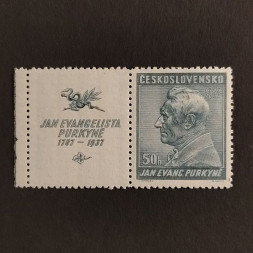 JAN EVANGELISTA
PURKYNĚ
1787 – 1937
ČESKOSLOVENSKO
50h
JAN EVANG. PURKYNĚ